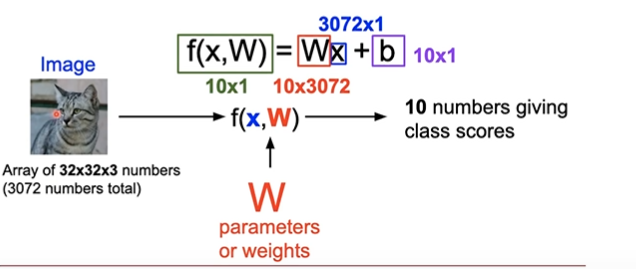 3072x1
f(x,W) = Wx + b 10x1
10x1 10x3072
Image
f(x,W)
10 numbers giving
class scores
Array of 32x32x3 numbers
(3072 numbers total)
W
parameters
or weights